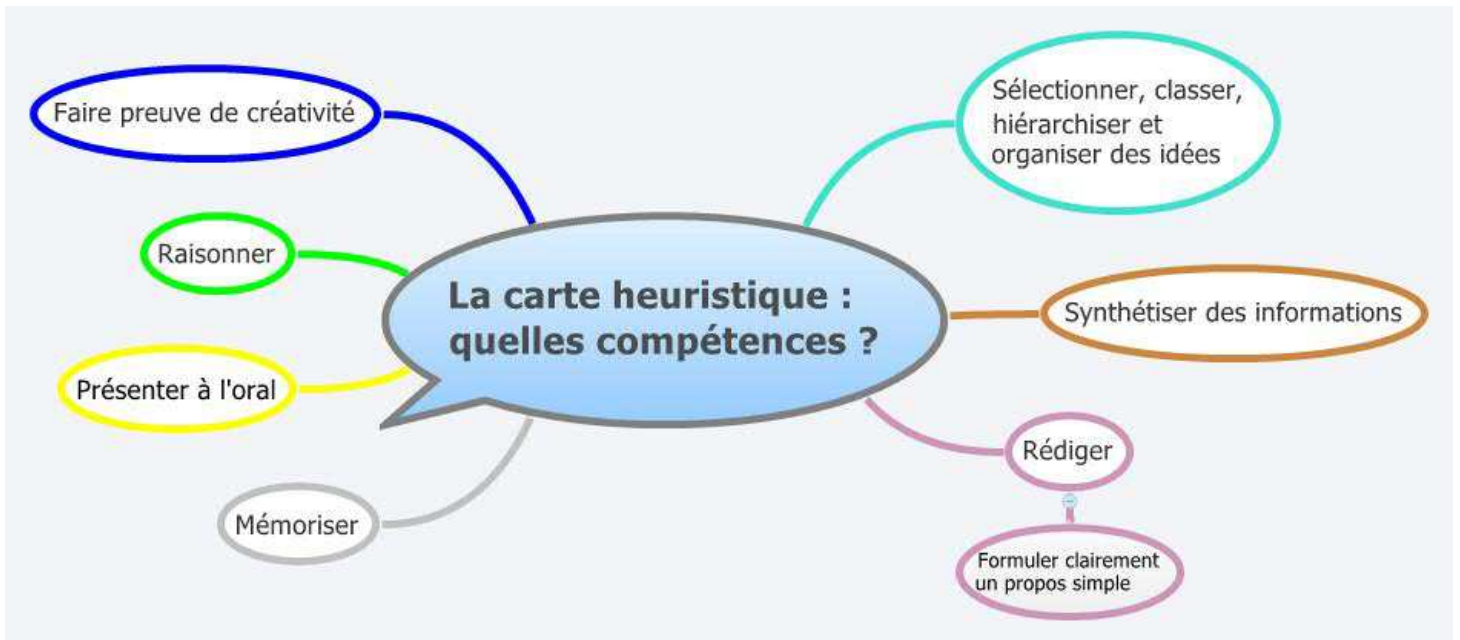 La carte heuristique :
quelles compétences ?
Sélectionner, classer,
hiérarchiser et
organiser des idées
Synthétiser des informations
Rédiger
Formuler clairement
un propos simple
Faire preuve de créativité
Raisonner
Présenter à l'oral
Mémoriser